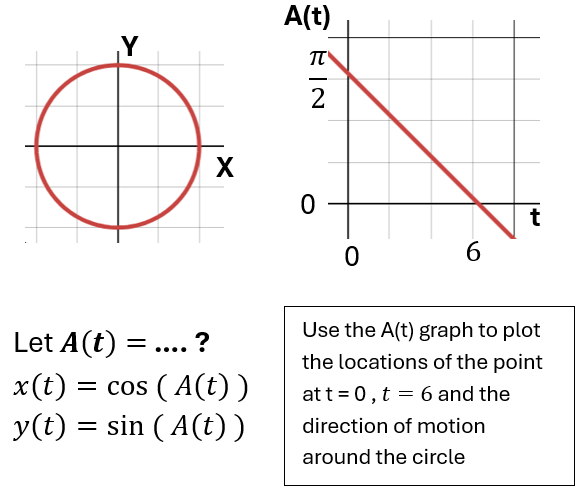 Y
X
A(t)
π
2
0
t
0
6
Let A(t) = .... ?
x(t) = cos ( A(t) )
y(t) = sin ( A(t) )
Use the A(t) graph to plot
the locations of the point
at t = 0 , t = 6 and the
direction of motion
around the circle